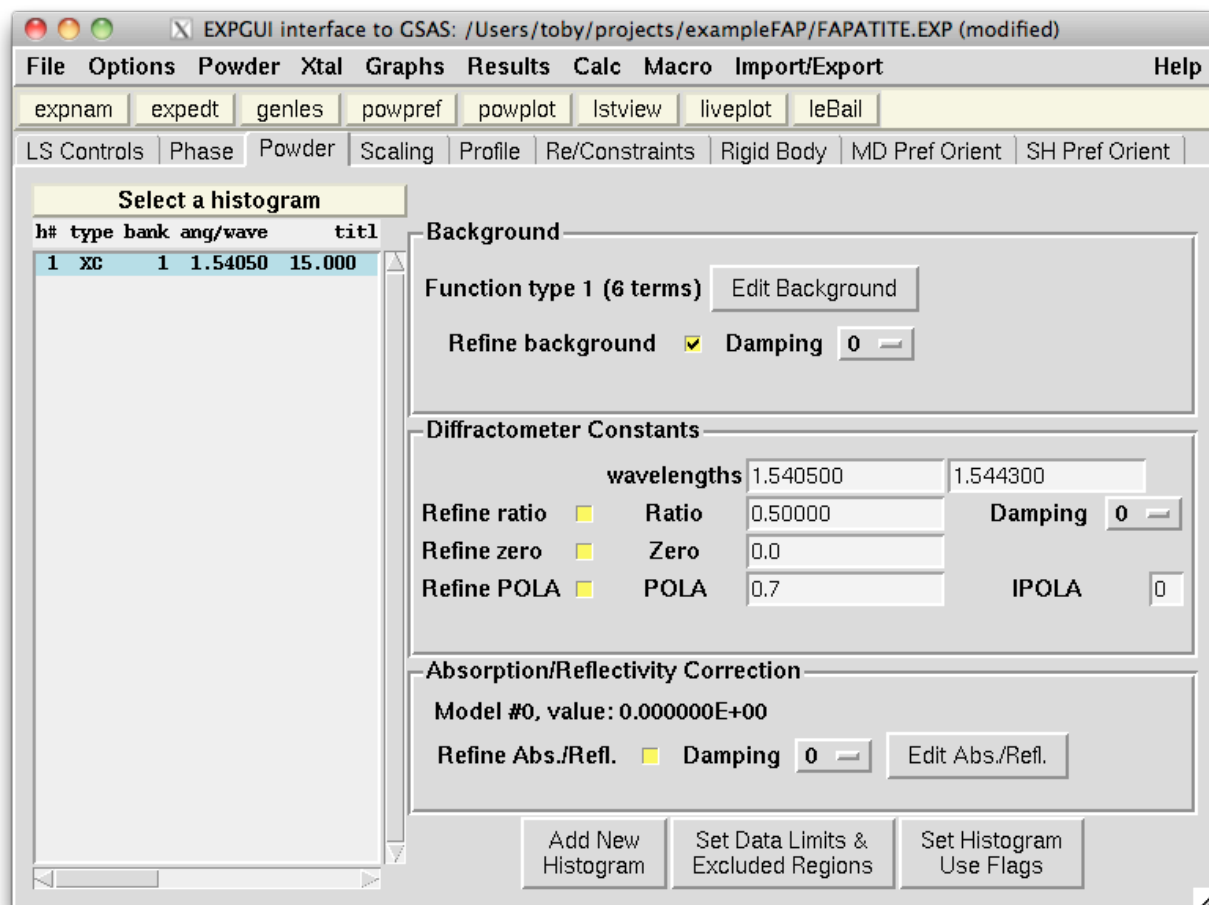 X EXPGUI interface to GSAS: /Users/toby/projects/exampleFAP/FAPATITE.EXP (modified)
File Options Powder Xtal Graphs Results Calc Macro Import/Export Help
expnam expedt genles powpref powplot lstview liveplot leBail
LS Controls Phase Powder Scaling Profile Re/Constraints Rigid Body MD Pref Orient SH Pref Orient
Select a histogram
h# type bank ang/wave titl
1 XC 1 1.54050 15.000
Background
Function type 1 (6 terms) Edit Background
Refine background Damping 0
Diffractometer Constants
wavelengths 1.540500 1.544300
Refine ratio Ratio 0.50000 Damping 0
Refine zero Zero 0.0
Refine POLA POLA 0.7 IPOLA 0
Absorption/Reflectivity Correction
Model #0, value: 0.000000E+00
Refine Abs./Refl. Damping 0 Edit Abs./Refl.
Add New Histogram
Set Data Limits & Excluded Regions
Set Histogram Use Flags